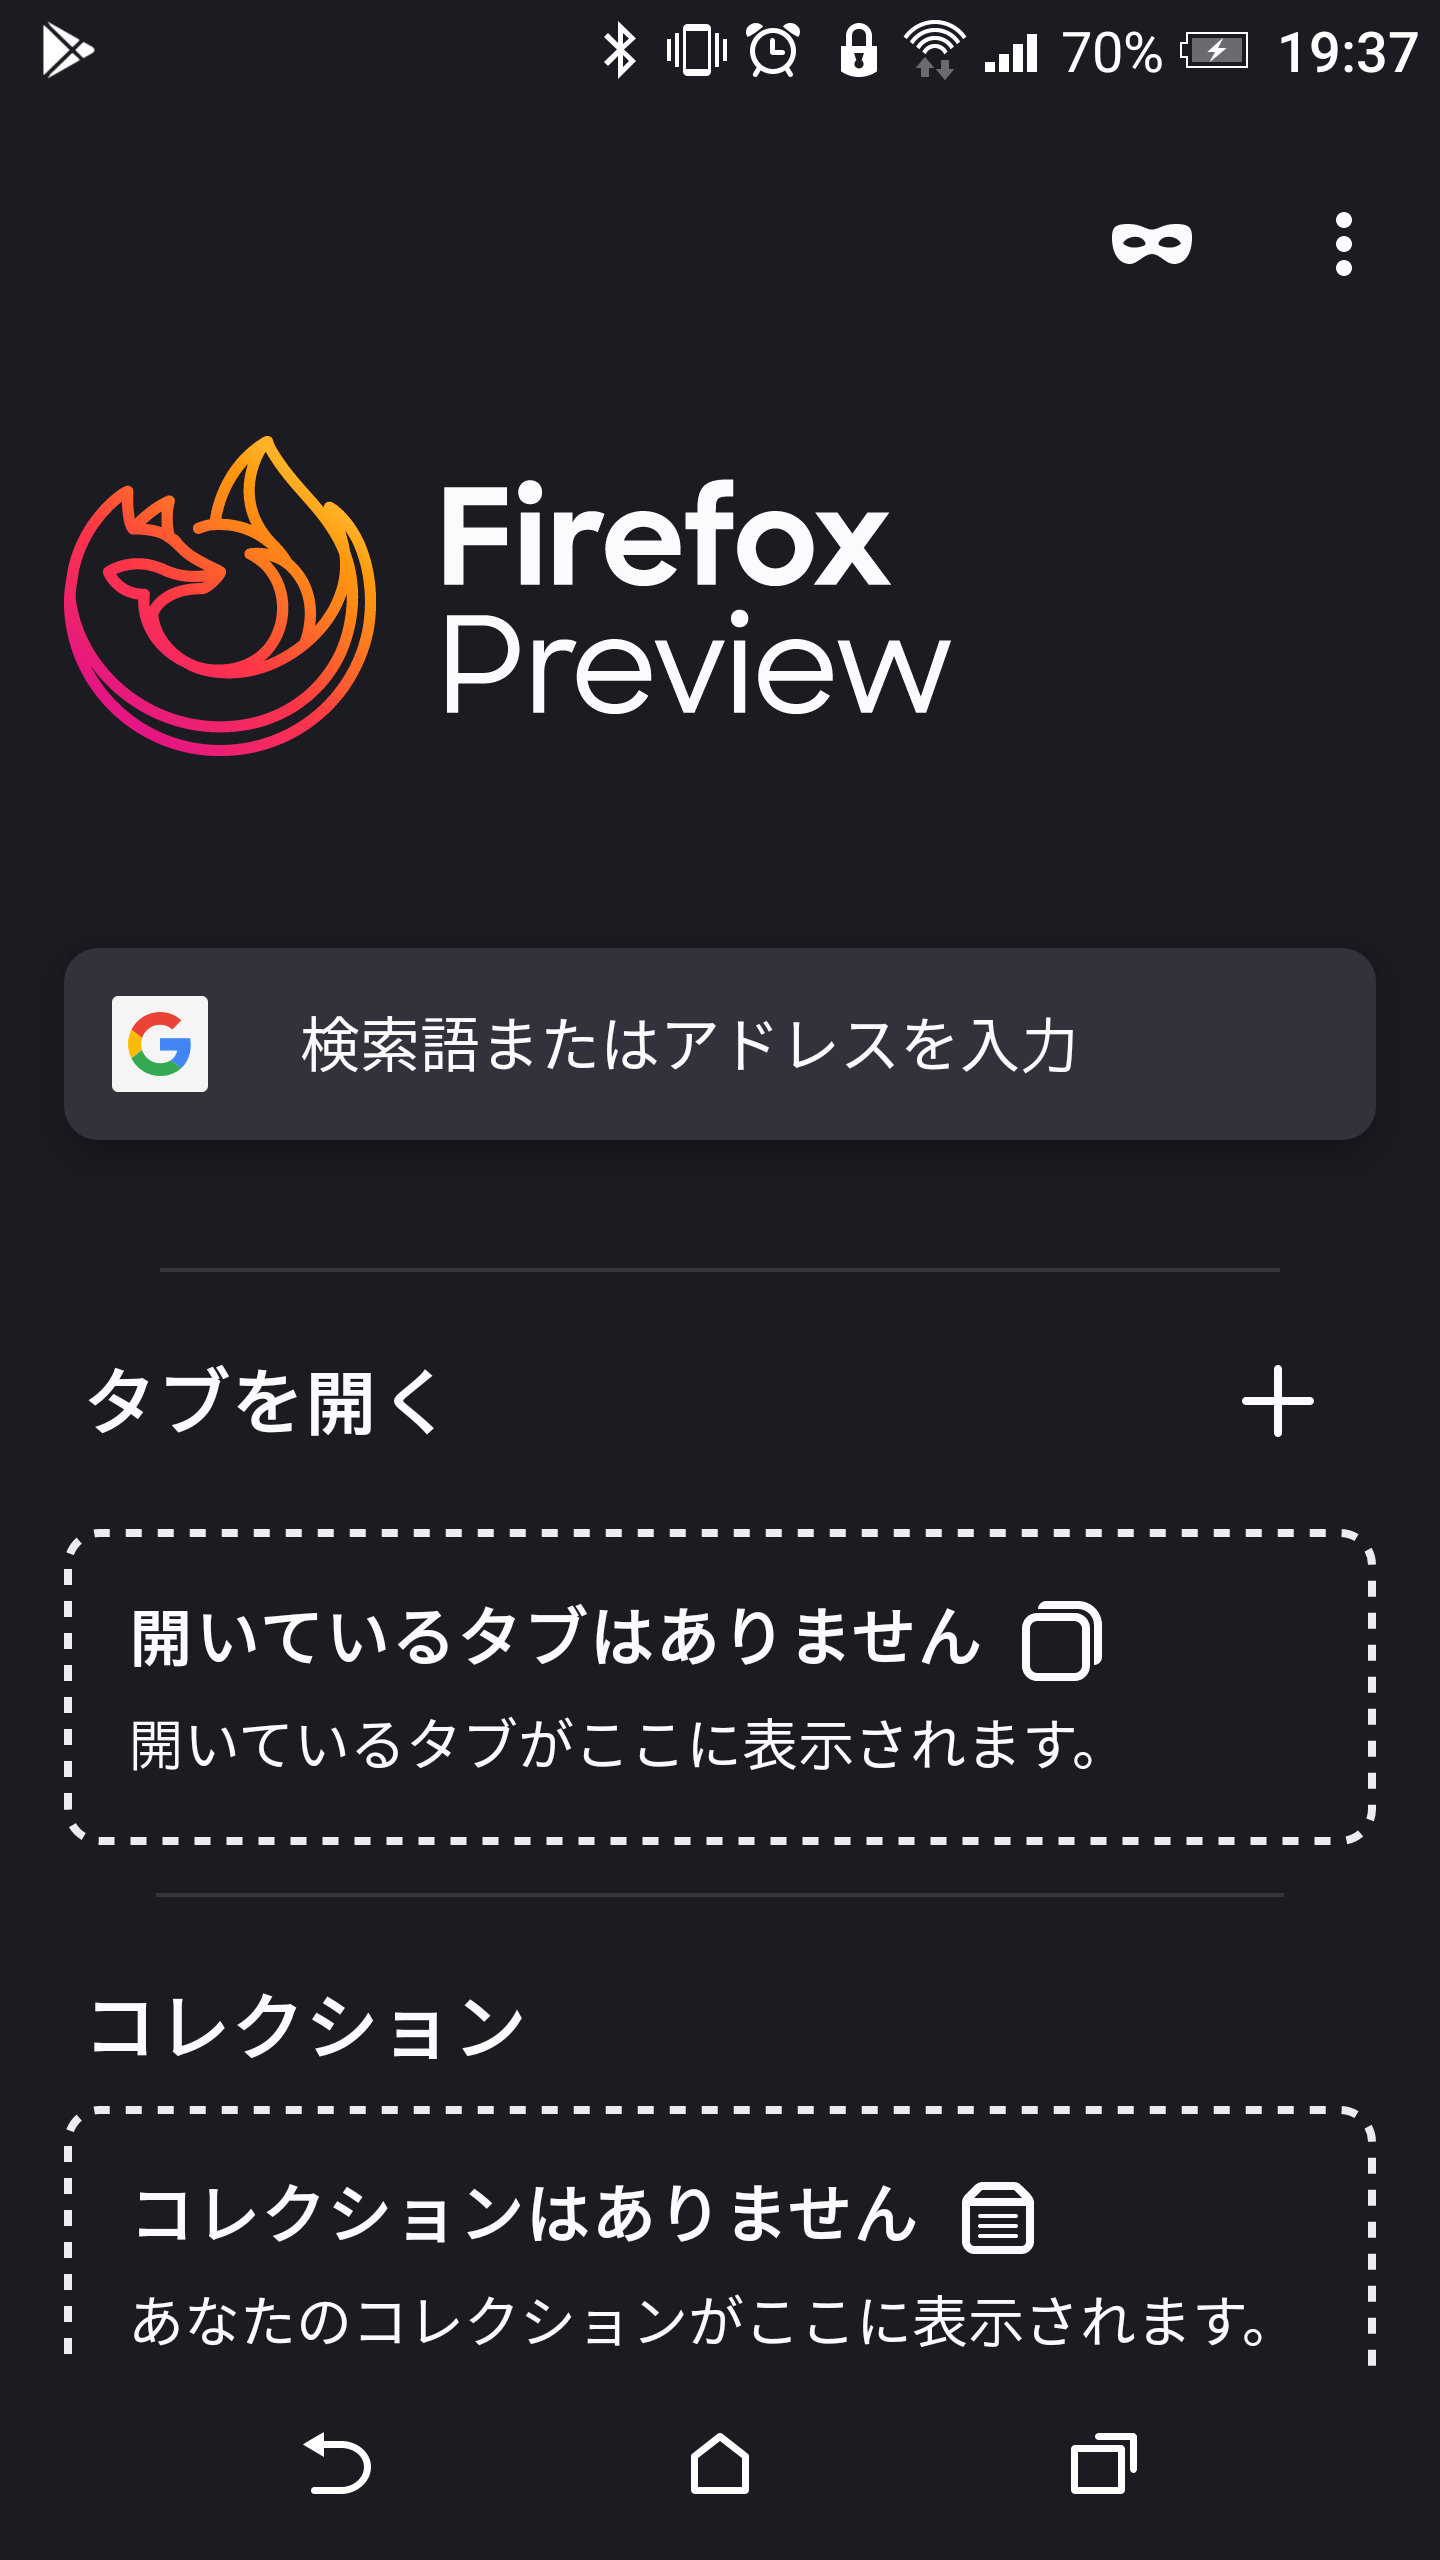 70% 19:37
Firefox
Preview
検索語またはアドレスを入力
タブを開く
開いているタブはありません
開いているタブがここに表示されます。
コレクション
コレクションはありません
あなたのコレクションがここに表示されます。